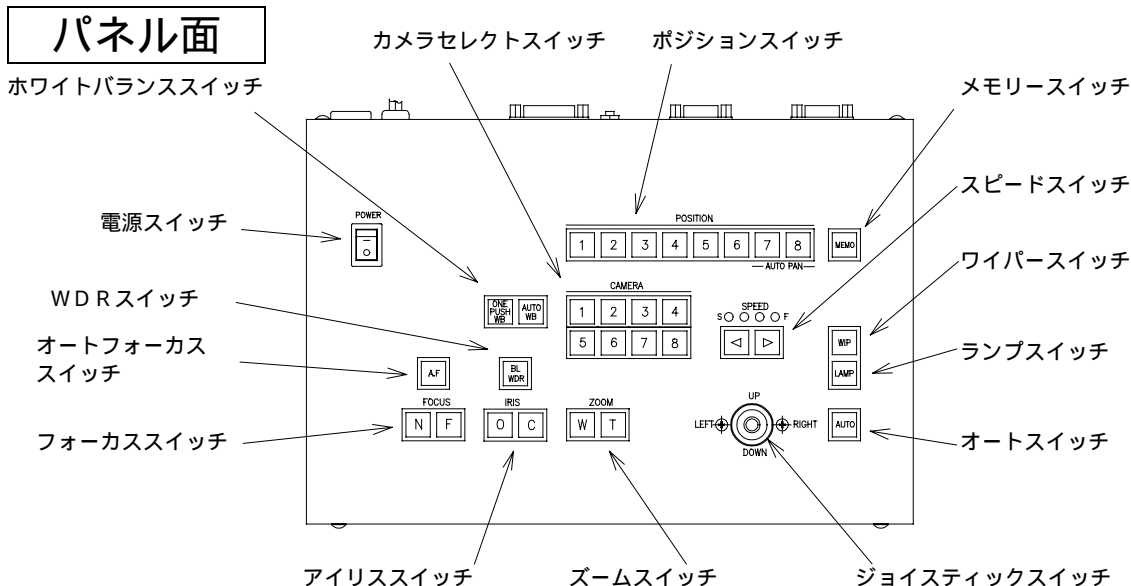 パネル面
カメラセレクトスイッチ
ポジションスイッチ
ホワイトバランススイッチ
メモリースイッチ
スピードスイッチ
電源スイッチ
POWER
POSITION
1 2 3 4 5 6 7 8
MEMO
AUTO PAN
ワイパースイッチ
WDRスイッチ
CAMERA
ONE PUSH WB
AUTO WB
1 2 3 4
5 6 7 8
SPEED
S F
WIP
オートフォーカス
スイッチ
ランプスイッチ
A.F
BL WDR
LAMP
FOCUS
IRIS
ZOOM
UP
フォーカススイッチ
N F
O C
W T
LEFT
RIGHT
AUTO
オートスイッチ
DOWN
アイリススイッチ
ズームスイッチ
ジョイスティックスイッチ